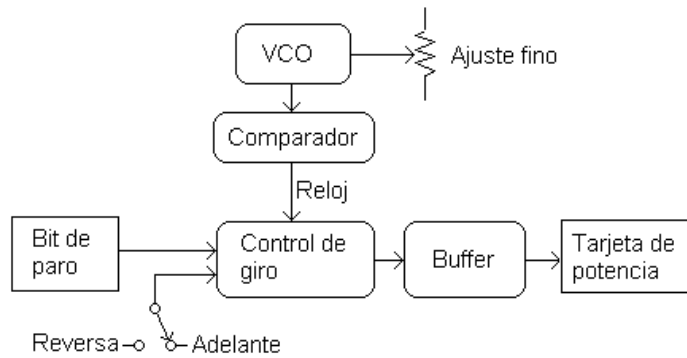 VCO
Ajuste fino
Comparador
Reloj
Bit de
paro
Control de
giro
Buffer
Tarjeta de
potencia
Reversa
Adelante